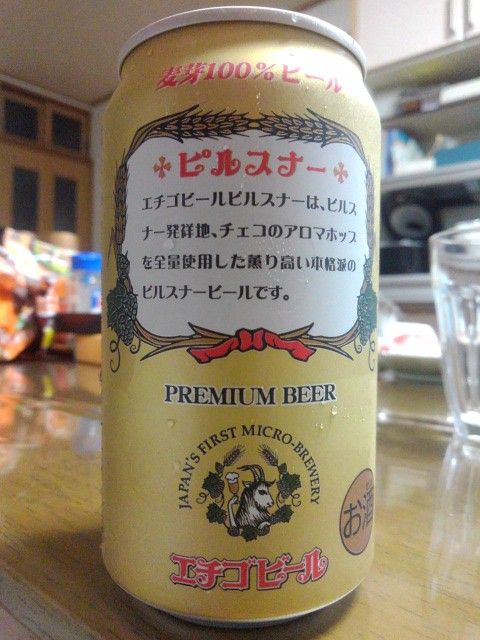 麦芽100%ビール
ピルスナー
エチゴビールピルスナーは、ピルス
ナー発祥地、チェコのアロマホップ
を全量使用した薫り高い本格派の
ピルスナービールです。
PREMIUM BEER
JAPAN'S FIRST MICRO-BREWERY
お酒
エチゴビール